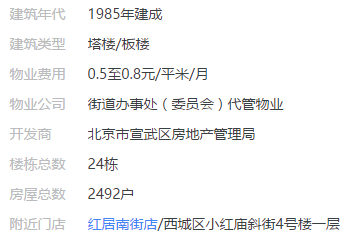 建筑年代 1985年建成
建筑类型 塔楼/板楼
物业费用 0.5至0.8元/平米/月
物业公司 街道办事处（委员会）代管物业
开发商 北京市宣武区房地产管理局
楼栋总数 24栋
房屋总数 2492户
附近门店 红居南街店/西城区小红庙斜街4号楼一层